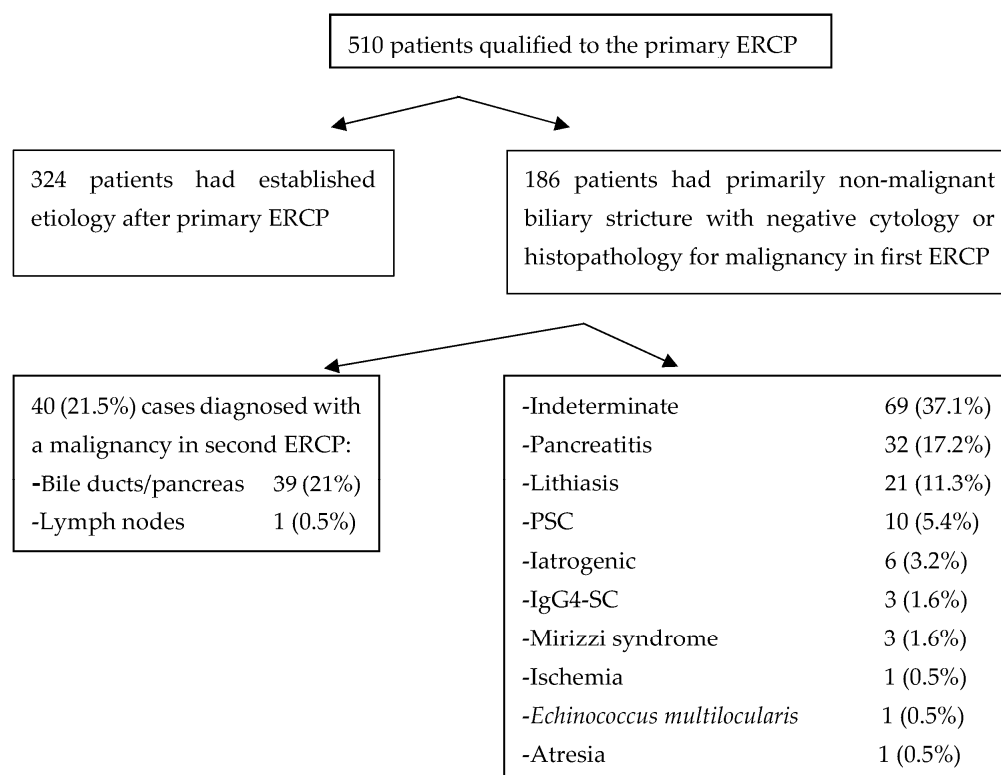 510 patients qualified to the primary ERCP
324 patients had established
etiology after primary ERCP
186 patients had primarily non-malignant
biliary stricture with negative cytology or
histopathology for malignancy in first ERCP
40 (21.5%) cases diagnosed with
a malignancy in second ERCP:
-Bile ducts/pancreas 39 (21%)
-Lymph nodes 1 (0.5%)
-Indeterminate 69 (37.1%)
-Pancreatitis 32 (17.2%)
-Lithiasis 21 (11.3%)
-PSC 10 (5.4%)
-Iatrogenic 6 (3.2%)
-IgG4-SC 3 (1.6%)
-Mirizzi syndrome 3 (1.6%)
-Ischemia 1 (0.5%)
-Echinococcus multilocularis 1 (0.5%)
-Atresia 1 (0.5%)